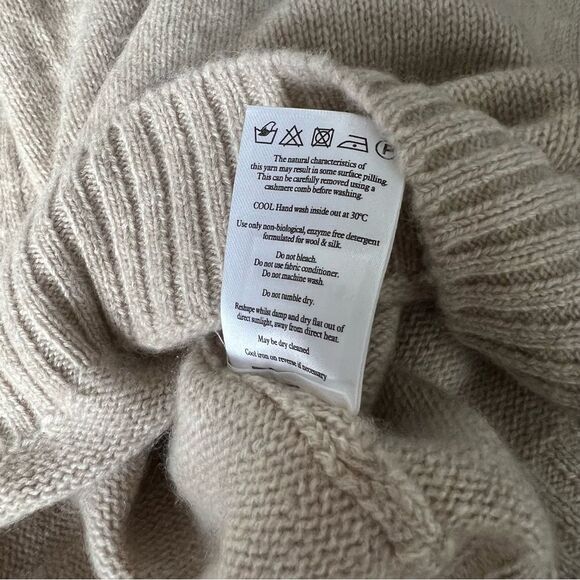 P
The natural characteristics of
this yarn may result in some surface pilling.
This can be carefully removed using a
cashmere comb before washing.
COOL Hand wash inside out at 30°C
Use only non-biological, enzyme free detergent
formulated for wool & silk.
Do not bleach.
Do not use fabric conditioner.
Do not machine wash.
Do not tumble dry.
Reshape whilst damp and dry flat out of
direct sunlight, away from direct heat.
May be dry cleaned
Cool iron on reverse if necessary